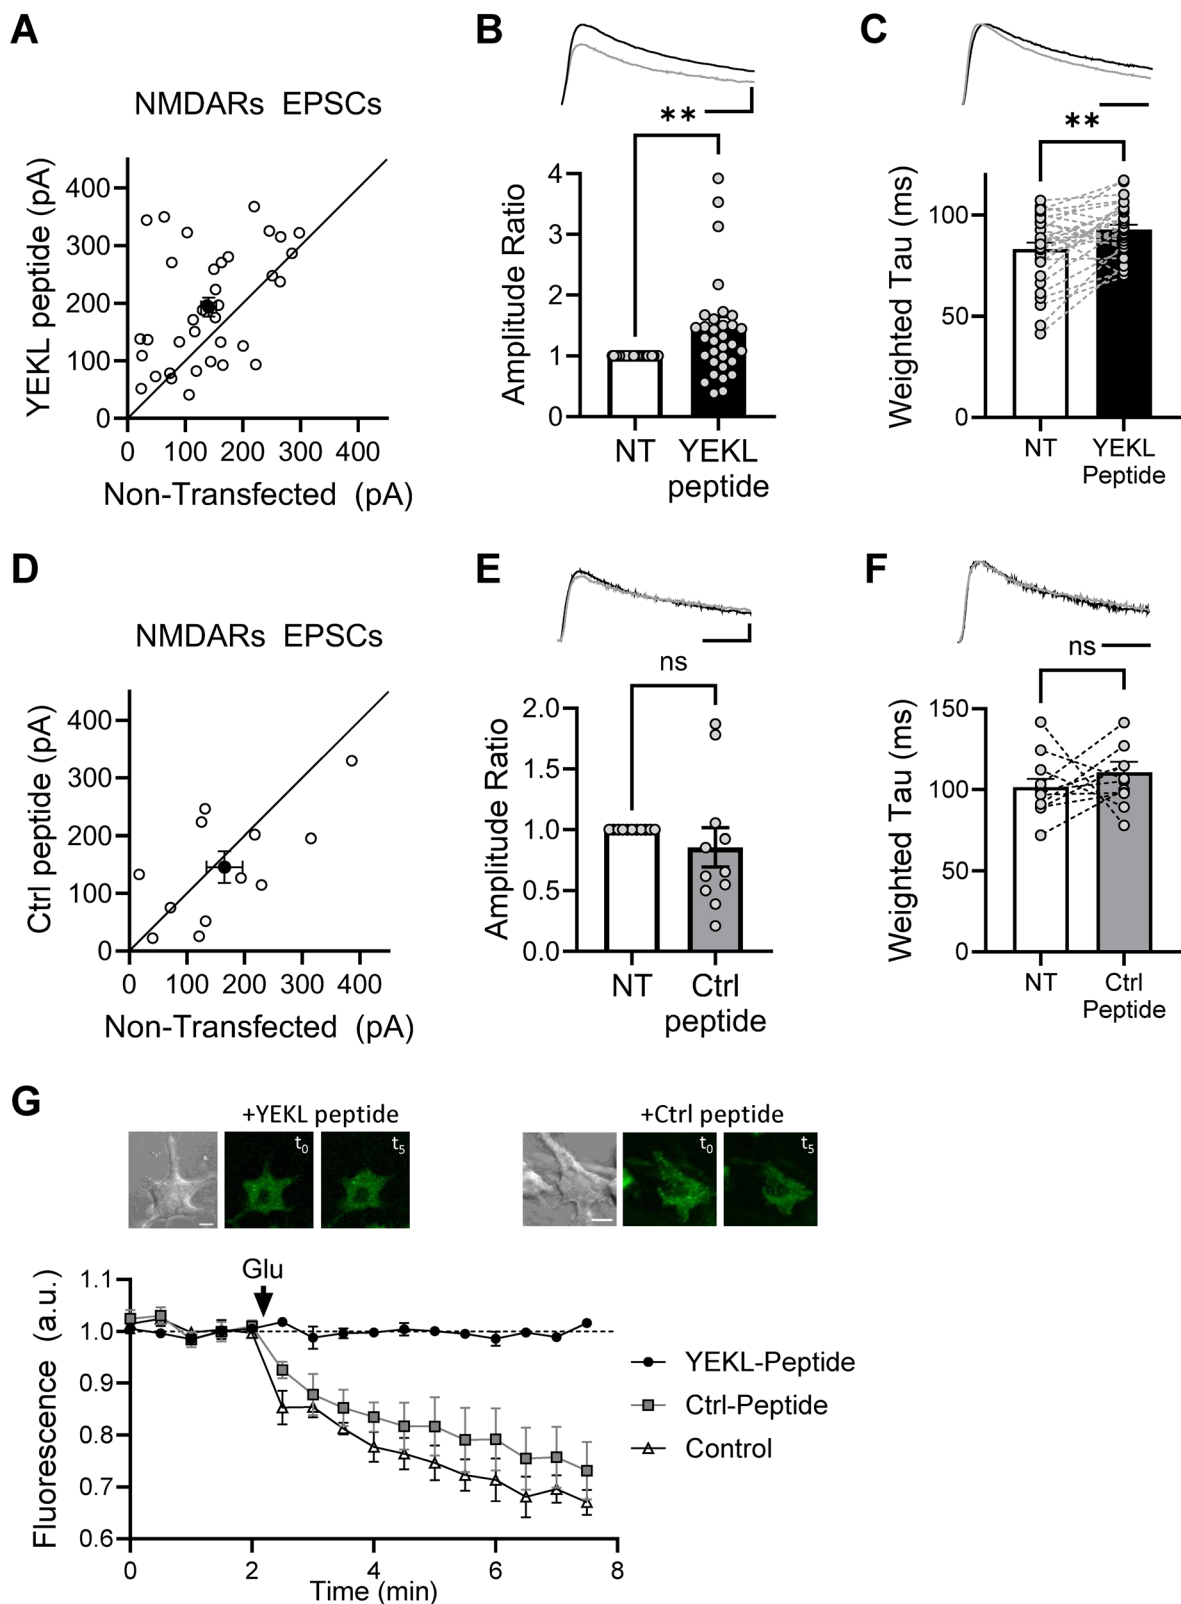 A
NMDARs EPSCs
YEKL peptide (pA)
400
300
200
100
0
0 100 200 300 400
Non-Transfected (pA)
B
**
Amplitude Ratio
4
3
2
1
0
NT YEKL
peptide
C
**
Weighted Tau (ms)
100
50
0
NT YEKL
Peptide
D
NMDARs EPSCs
Ctrl peptide (pA)
400
300
200
100
0
0 100 200 300 400
Non-Transfected (pA)
E
ns
Amplitude Ratio
2.0
1.5
1.0
0.5
0.0
NT Ctrl
peptide
F
ns
Weighted Tau (ms)
150
100
50
0
NT Ctrl
Peptide
G
+YEKL peptide
t0 t5
+Ctrl peptide
t0 t5
Glu
Fluorescence (a.u.)
1.1
1.0
0.9
0.8
0.7
0.6
0 2 4 6 8
Time (min)
YEKL-Peptide
Ctrl-Peptide
Control